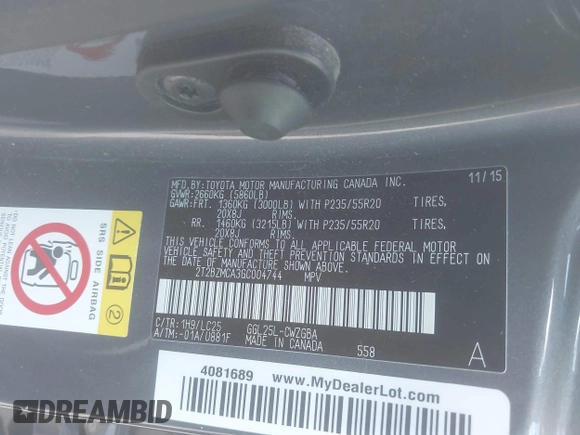 MFD.BY:TOYOTA MOTOR MANUFACTURING CANADA INC. 11/15
GVWR:2660KG (5860LB)
GAWR:FRT. 1360KG (3000LB) WITH P235/55R20 TIRES,
20X8J RIMS.
RR. 1460KG (3215LB) WITH P235/55R20 TIRES,
20X8J RIMS.
THIS VEHICLE CONFORMS TO ALL APPLICABLE FEDERAL MOTOR
VEHICLE SAFETY AND THEFT PREVENTION STANDARDS IN EFFECT ON
THE DATE OF MANUFACTURE SHOWN ABOVE.
2T2BZMCA3GC004744 MPV
C/TR:1H9/LC25 GGL25L-CWZGBA
A/TM:-01A/U881F MADE IN CANADA 558 A
SRS SIDE AIRBAG
2
4081689 www.MyDealerLot.com
DREAMBID